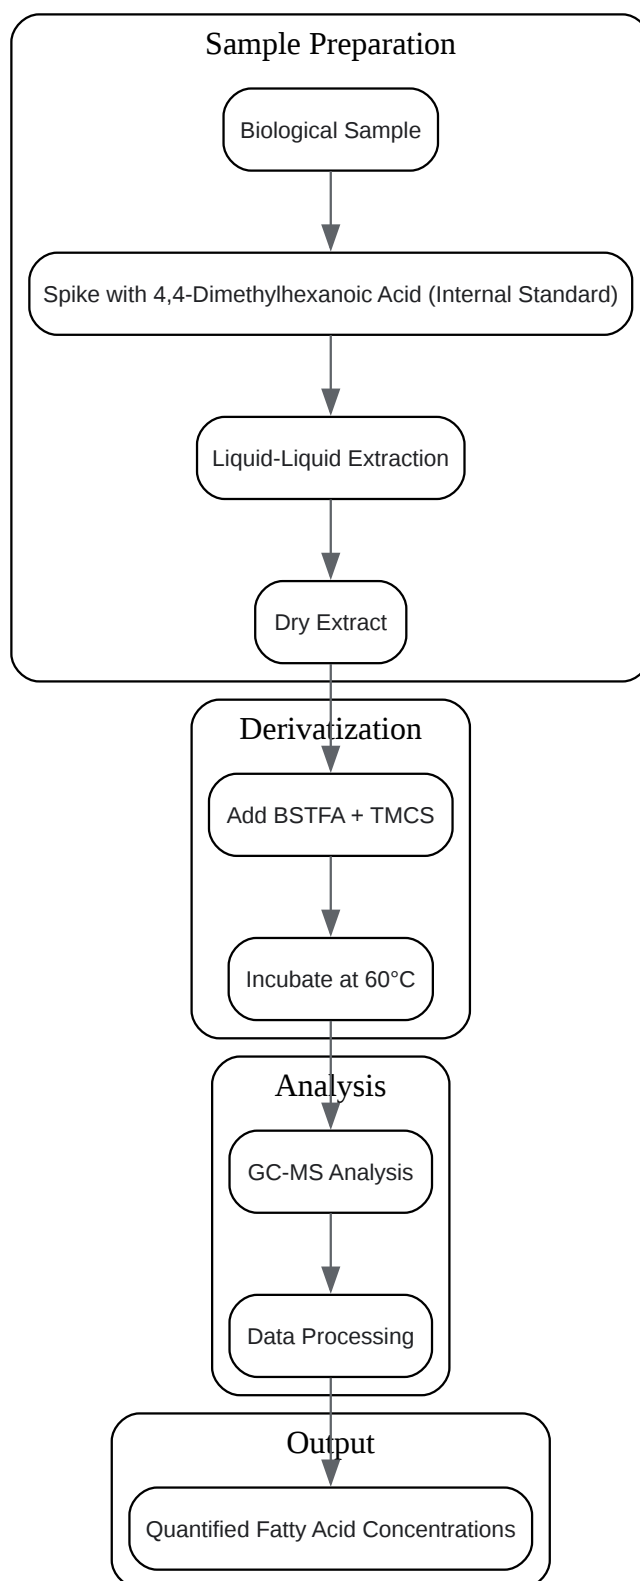 Sample Preparation
Biological Sample
Spike with 4,4-Dimethylhexanoic Acid (Internal Standard)
Liquid-Liquid Extraction
Dry Extract
Derivatization
Add BSTFA + TMCS
Incubate at 60°C
Analysis
GC-MS Analysis
Data Processing
Output
Quantified Fatty Acid Concentrations